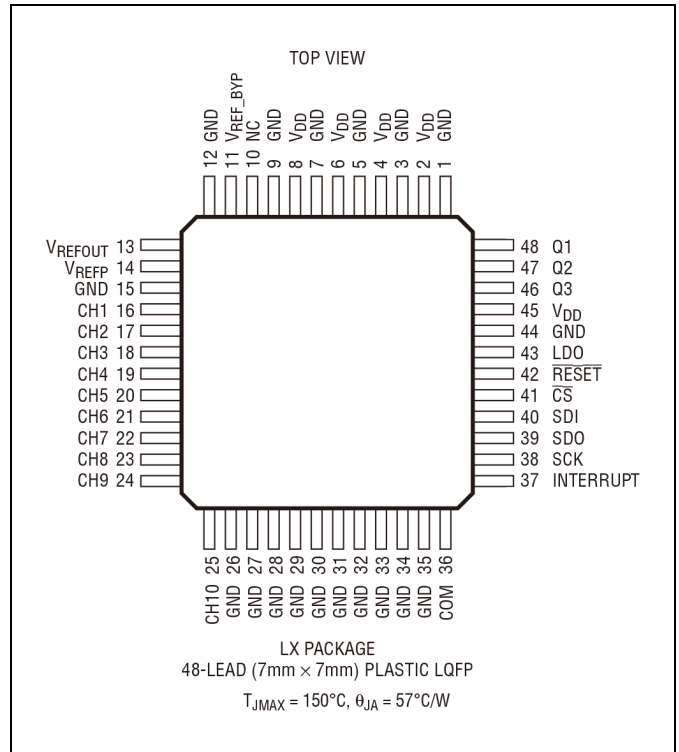 TOP VIEW
12 GND
11 VREF_BYP
10 NC
9 GND
8 VDD
7 GND
6 VDD
5 GND
4 VDD
3 GND
2 VDD
1 GND
VREFOUT 13
VREFP 14
GND 15
CH1 16
CH2 17
CH3 18
CH4 19
CH5 20
CH6 21
CH7 22
CH8 23
CH9 24
48 Q1
47 Q2
46 Q3
45 VDD
44 GND
43 LDO
42 RESET
41 CS
40 SDI
39 SDO
38 SCK
37 INTERRUPT
CH10 25
GND 26
GND 27
GND 28
GND 29
GND 30
GND 31
GND 32
GND 33
GND 34
GND 35
COM 36
LX PACKAGE
48-LEAD (7mm × 7mm) PLASTIC LQFP
TJMAX = 150°C, θJA = 57°C/W